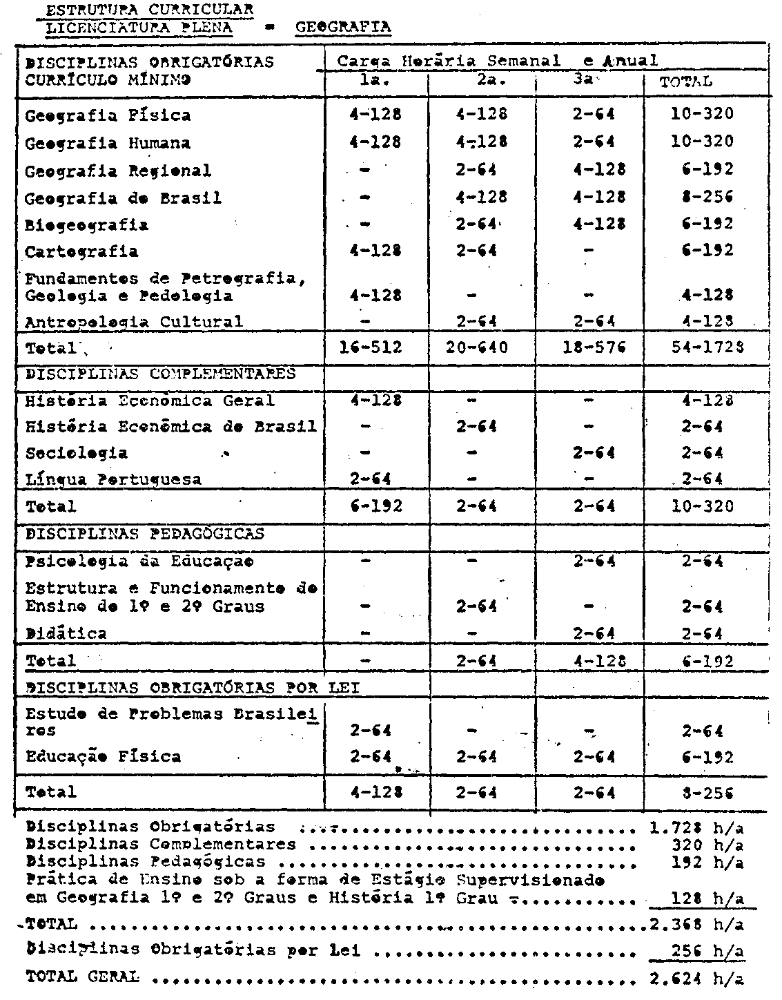 ESTRUTURA CURRICULAR
LICENCIATURA PLENA = GEOGRAFIA
DISCIPLINAS OBRIGATÓRIAS Carga Horária Semanal e Anual
CURRÍCULO MÍNIMO 1a. 2a. 3a TOTAL
Geografia Física 4-128 4-128 2-64 10-320
Geografia Humana 4-128 4-128 2-64 10-320
Geografia Regional - 2-64 4-128 6-192
Geografia do Brasil - 4-128 4-128 8-256
Biogeografia - 2-64 4-128 6-192
Cartografia 4-128 2-64 - 6-192
Fundamentos de Petrografia,
Geologia e Pedologia 4-128 - - 4-128
Antropologia Cultural - 2-64 2-64 4-128
Total 16-512 20-640 18-576 54-1728
DISCIPLINAS COMPLEMENTARES
História Econômica Geral 4-128 - - 4-128
História Econômica do Brasil - 2-64 - 2-64
Sociologia - - 2-64 2-64
Língua Portuguesa 2-64 - - 2-64
Total 6-192 2-64 2-64 10-320
DISCIPLINAS PEDAGÓGICAS
Psicologia da Educação - - 2-64 2-64
Estrutura e Funcionamento do
Ensino de 1º e 2º Graus - 2-64 - 2-64
Didática - - 2-64 2-64
Total - 2-64 4-128 6-192
DISCIPLINAS OBRIGATÓRIAS POR LEI
Estudo de Problemas Brasilei
ros 2-64 - - 2-64
Educação Física 2-64 2-64 2-64 6-192
Total 4-128 2-64 2-64 8-256
Disciplinas Obrigatórias ................................ 1.728 h/a
Disciplinas Complementares ............................... 320 h/a
Disciplinas Pedagógicas .................................. 192 h/a
Prática de Ensino sob a forma de Estágio Supervisionado
em Geografia 1º e 2º Graus e História 1º Grau ............ 128 h/a
TOTAL .....................................................2.368 h/a
Disciplinas Obrigatórias por Lei ......................... 256 h/a
TOTAL GERAL .............................................. 2.624 h/a